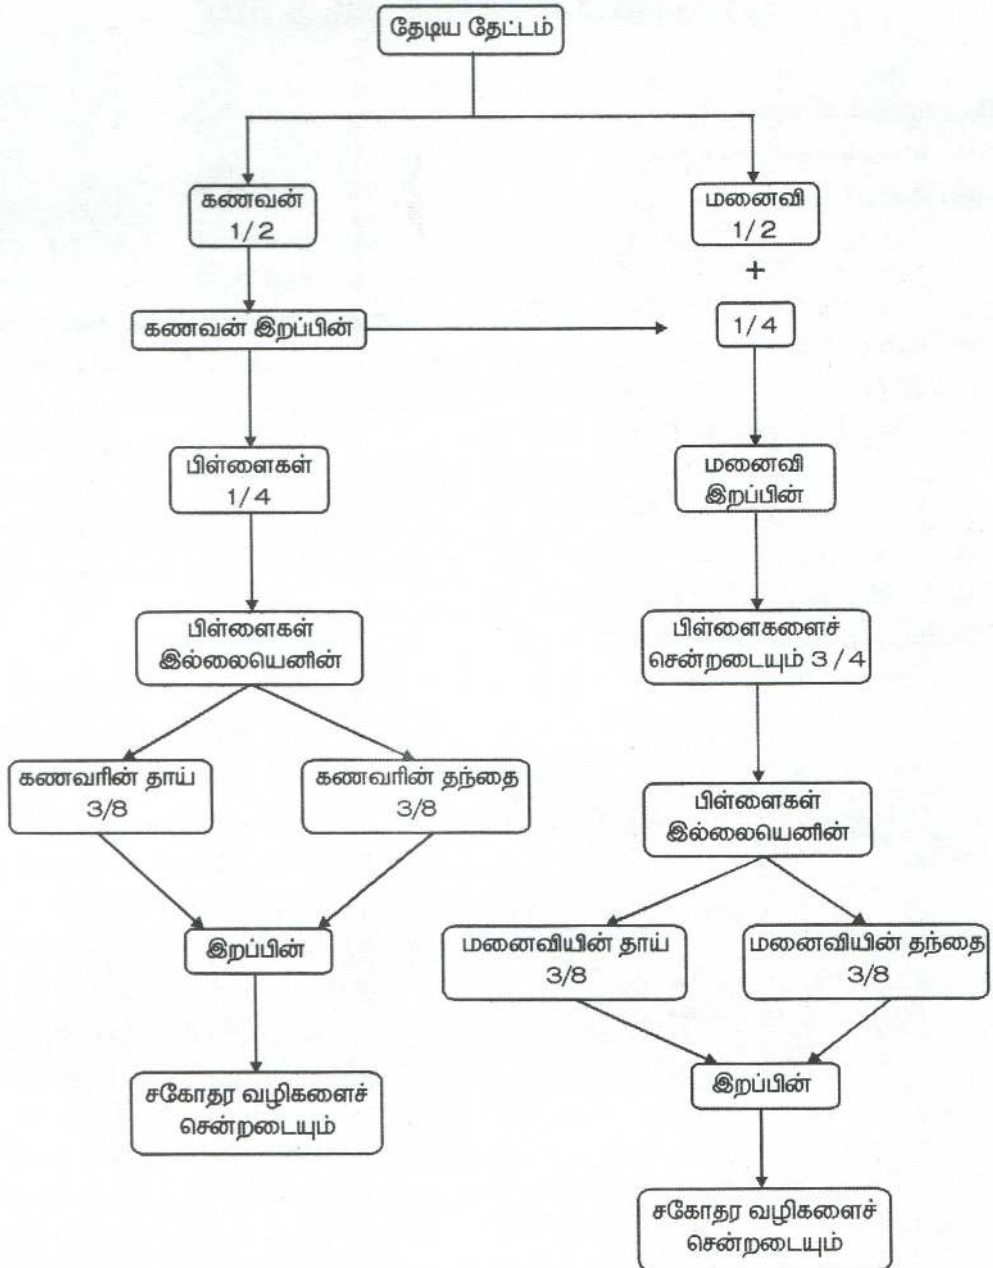 தேடிய தேட்டம்
கணவன்
1/2
மனைவி
1/2
+
கணவன் இறப்பின்
1/4
பிள்ளைகள்
1/4
மனைவி
இறப்பின்
பிள்ளைகள்
இல்லையெனின்
பிள்ளைகளைச்
சென்றடையும் 3/4
கணவரின் தாய்
3/8
கணவரின் தந்தை
3/8
பிள்ளைகள்
இல்லையெனின்
இறப்பின்
மனைவியின் தாய்
3/8
மனைவியின் தந்தை
3/8
சகோதர வழிகளைச்
சென்றடையும்
இறப்பின்
சகோதர வழிகளைச்
சென்றடையும்